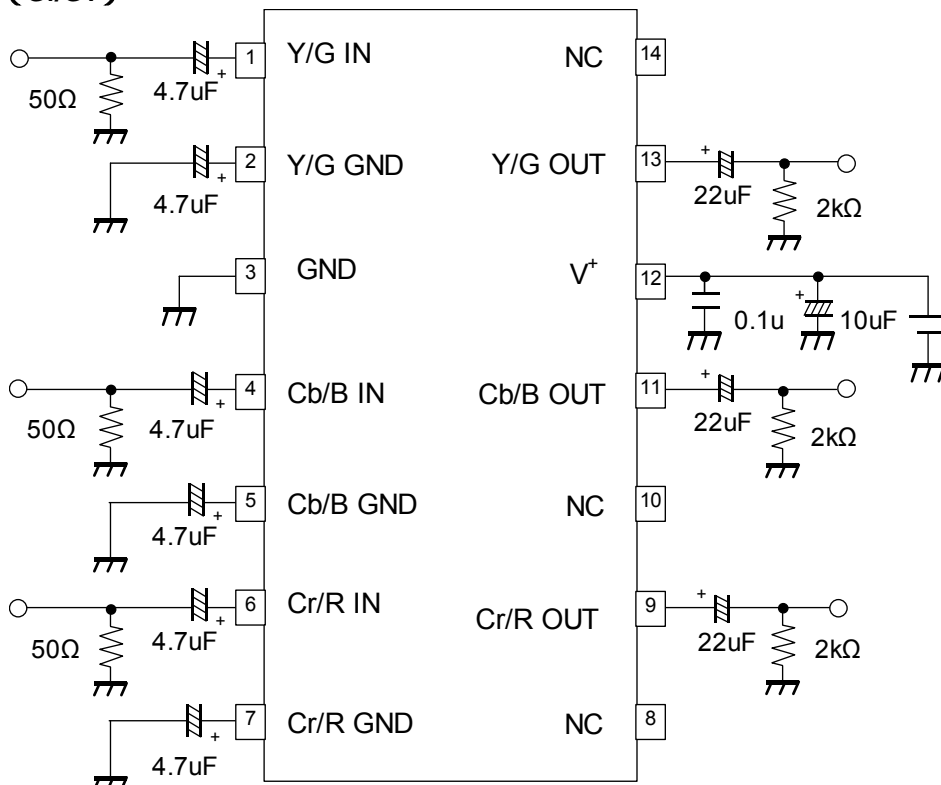 1 Y/G IN NC 14
50Ω 4.7uF +
2 Y/G GND Y/G OUT 13 +
4.7uF + 22uF 2kΩ
3 GND V+ 12
0.1u + 10uF
4 Cb/B IN Cb/B OUT 11 +
50Ω 4.7uF + 22uF 2kΩ
5 Cb/B GND NC 10
4.7uF +
6 Cr/R IN Cr/R OUT 9 +
50Ω 4.7uF + 22uF 2kΩ
7 Cr/R GND NC 8
4.7uF +